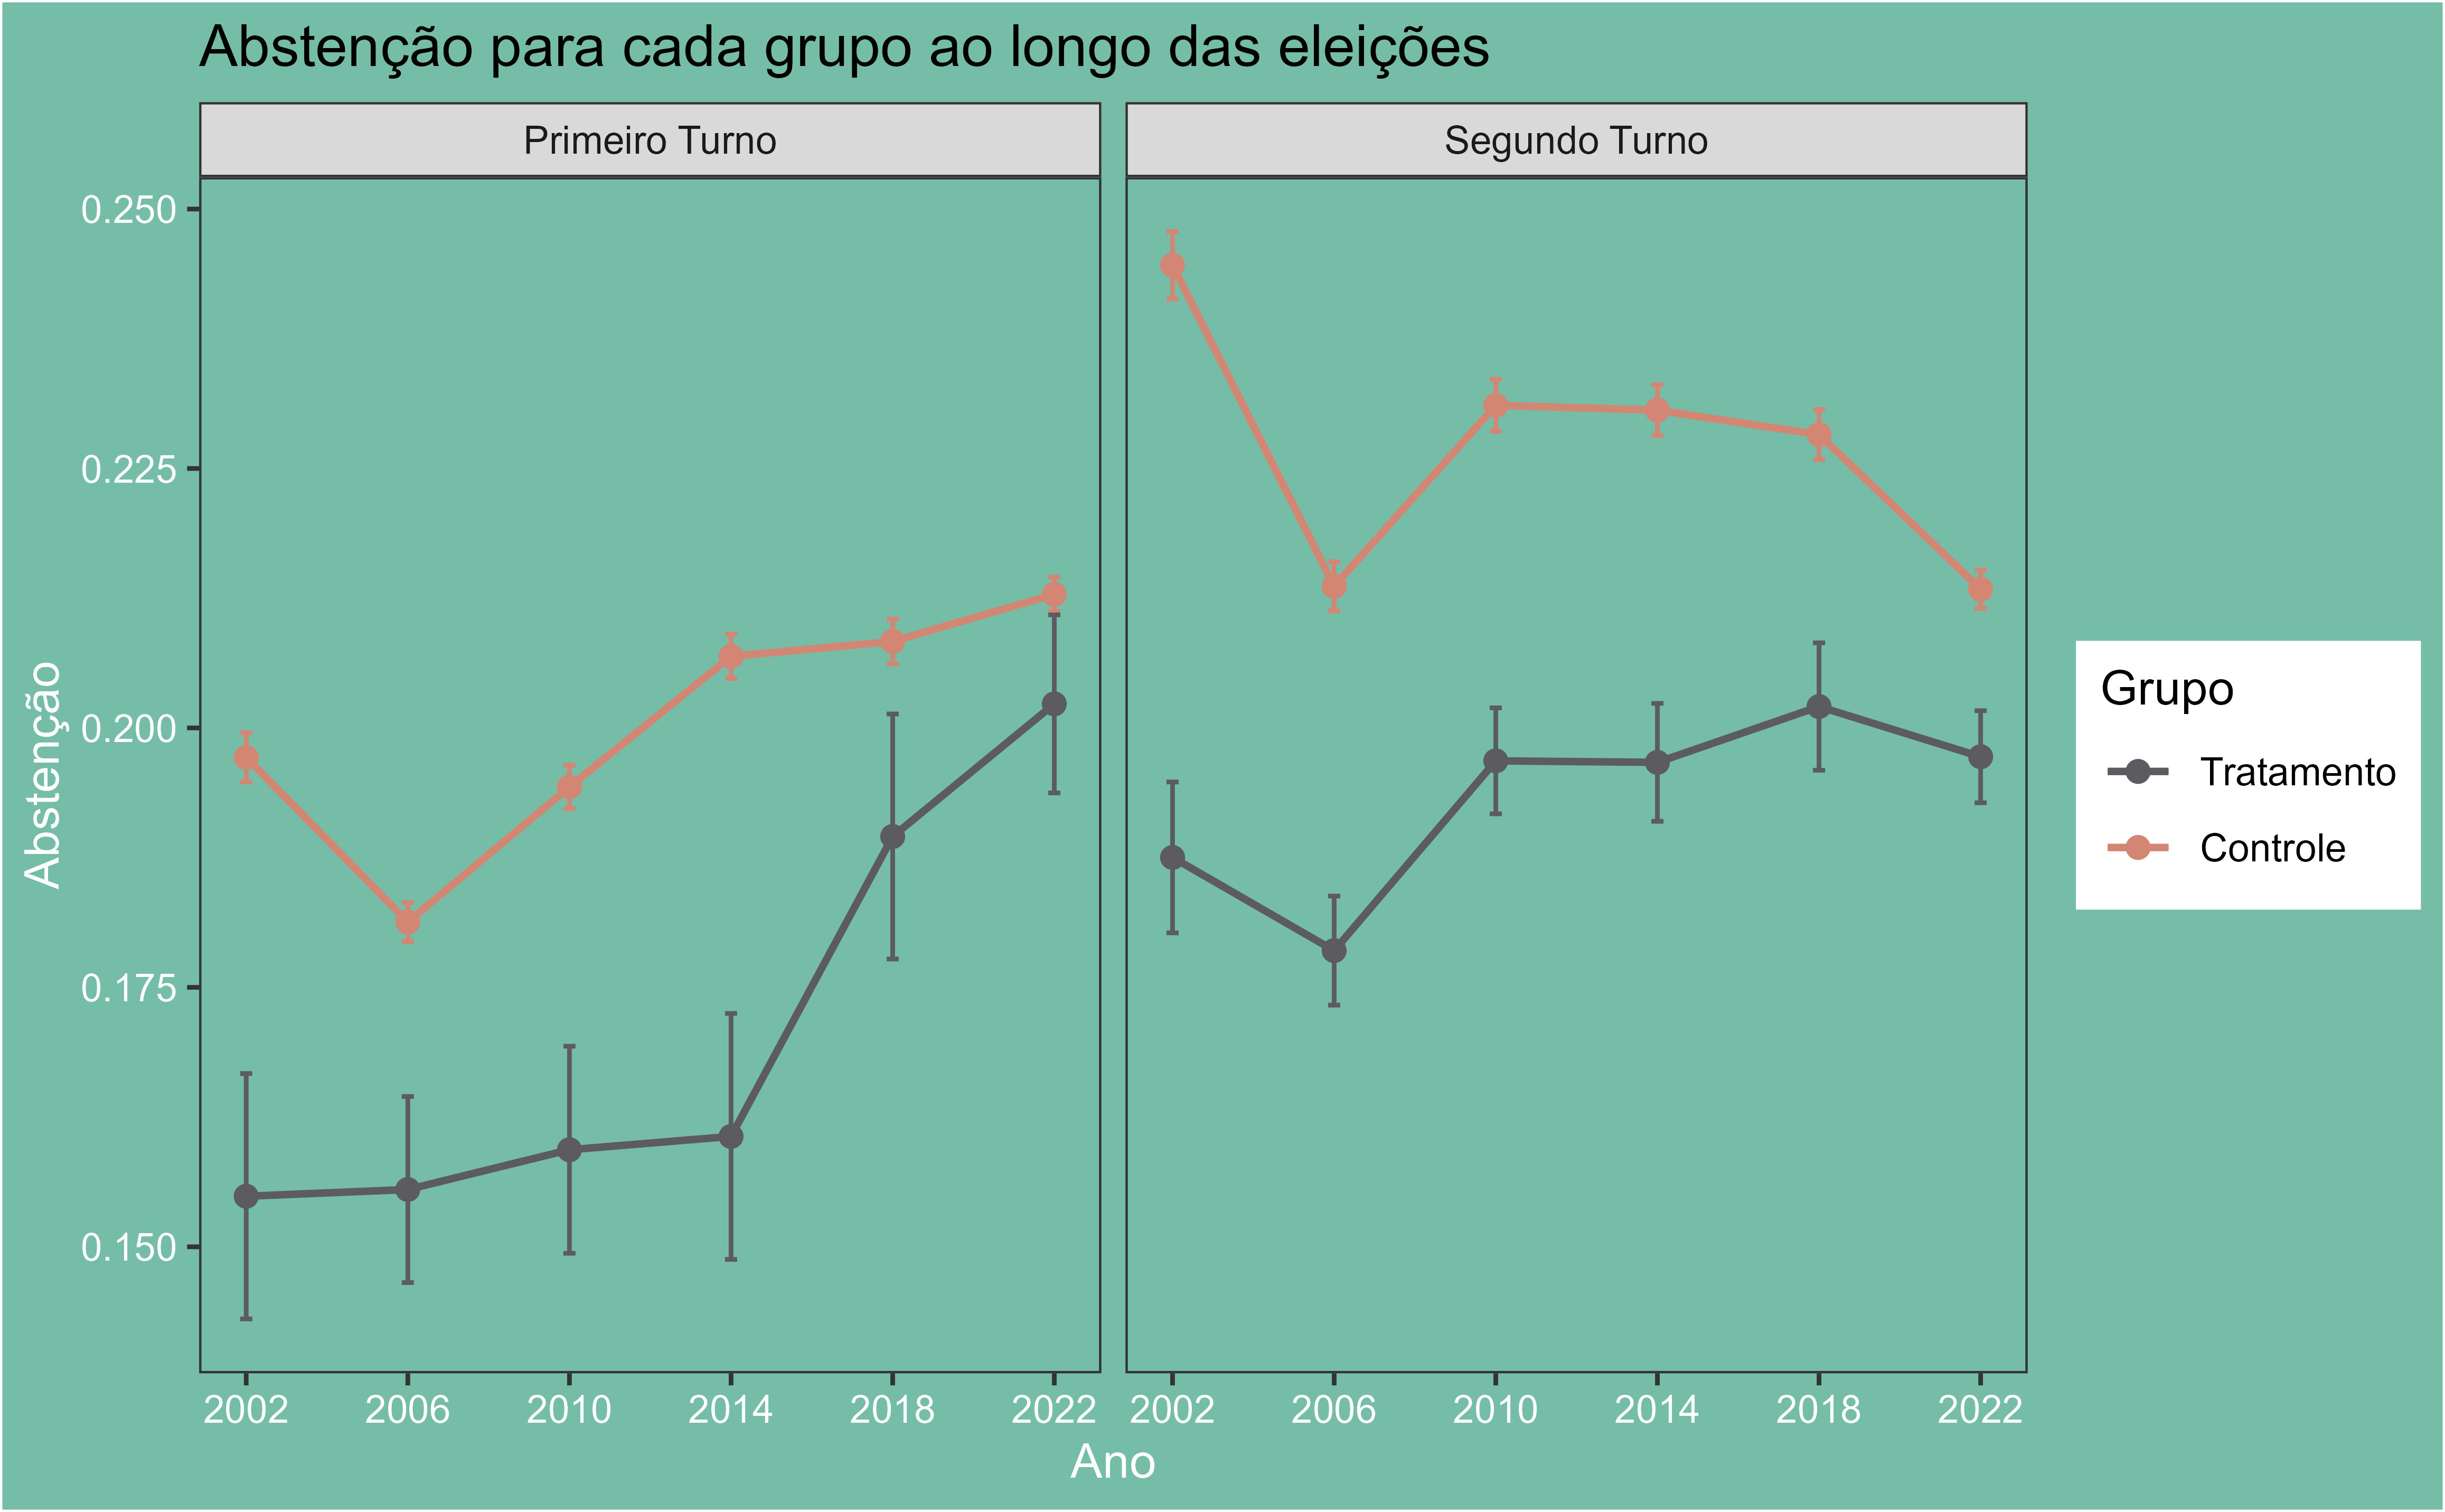 Abstenção para cada grupo ao longo das eleições
Primeiro Turno
Segundo Turno
0.250
0.225
0.200
0.175
0.150
Abstenção
2002 2006 2010 2014 2018 2022
2002 2006 2010 2014 2018 2022
Ano
Grupo
Tratamento
Controle